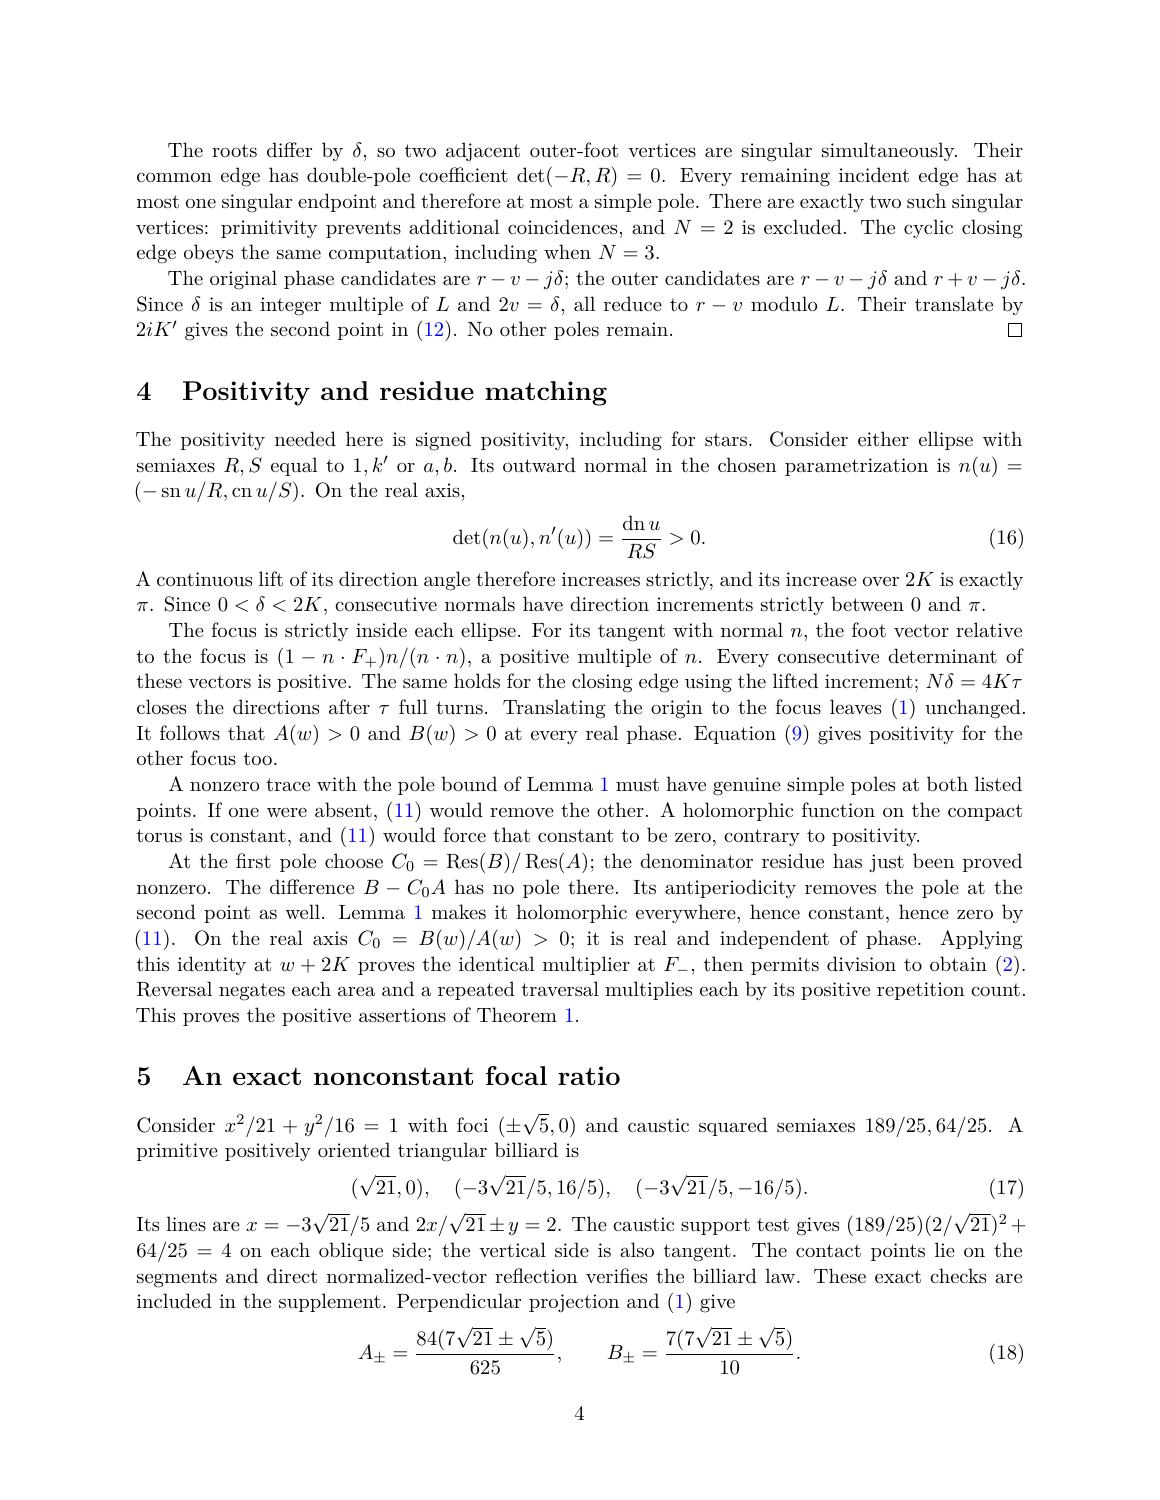 The roots differ by δ, so two adjacent outer-foot vertices are singular simultaneously. Their
common edge has double-pole coefficient det(−R, R) = 0. Every remaining incident edge has at
most one singular endpoint and therefore at most a simple pole. There are exactly two such singular
vertices: primitivity prevents additional coincidences, and N = 2 is excluded. The cyclic closing
edge obeys the same computation, including when N = 3.
The original phase candidates are r − v − jδ; the outer candidates are r − v − jδ and r + v − jδ.
Since δ is an integer multiple of L and 2v = δ, all reduce to r − v modulo L. Their translate by
2iK′ gives the second point in (12). No other poles remain. □
4 Positivity and residue matching
The positivity needed here is signed positivity, including for stars. Consider either ellipse with
semiaxes R, S equal to 1, k′ or a, b. Its outward normal in the chosen parametrization is n(u) =
(− sn u/R, cn u/S). On the real axis,
det(n(u), n′(u)) = dn u / RS > 0. (16)
A continuous lift of its direction angle therefore increases strictly, and its increase over 2K is exactly
π. Since 0 < δ < 2K, consecutive normals have direction increments strictly between 0 and π.
The focus is strictly inside each ellipse. For its tangent with normal n, the foot vector relative
to the focus is (1 − n · F₊)n/(n · n), a positive multiple of n. Every consecutive determinant of
these vectors is positive. The same holds for the closing edge using the lifted increment; Nδ = 4Kτ
closes the directions after τ full turns. Translating the origin to the focus leaves (1) unchanged.
It follows that A(w) > 0 and B(w) > 0 at every real phase. Equation (9) gives positivity for the
other focus too.
A nonzero trace with the pole bound of Lemma 1 must have genuine simple poles at both listed
points. If one were absent, (11) would remove the other. A holomorphic function on the compact
torus is constant, and (11) would force that constant to be zero, contrary to positivity.
At the first pole choose C₀ = Res(B)/ Res(A); the denominator residue has just been proved
nonzero. The difference B − C₀A has no pole there. Its antiperiodicity removes the pole at the
second point as well. Lemma 1 makes it holomorphic everywhere, hence constant, hence zero by
(11). On the real axis C₀ = B(w)/A(w) > 0; it is real and independent of phase. Applying
this identity at w + 2K proves the identical multiplier at F₋, then permits division to obtain (2).
Reversal negates each area and a repeated traversal multiplies each by its positive repetition count.
This proves the positive assertions of Theorem 1.
5 An exact nonconstant focal ratio
Consider x²/21 + y²/16 = 1 with foci (±√5, 0) and caustic squared semiaxes 189/25, 64/25. A
primitive positively oriented triangular billiard is
(√21, 0), (−3√21/5, 16/5), (−3√21/5, −16/5). (17)
Its lines are x = −3√21/5 and 2x/√21 ± y = 2. The caustic support test gives (189/25)(2/√21)² +
64/25 = 4 on each oblique side; the vertical side is also tangent. The contact points lie on the
segments and direct normalized-vector reflection verifies the billiard law. These exact checks are
included in the supplement. Perpendicular projection and (1) give
A± = 84(7√21 ± √5) / 625, B± = 7(7√21 ± √5) / 10. (18)
4